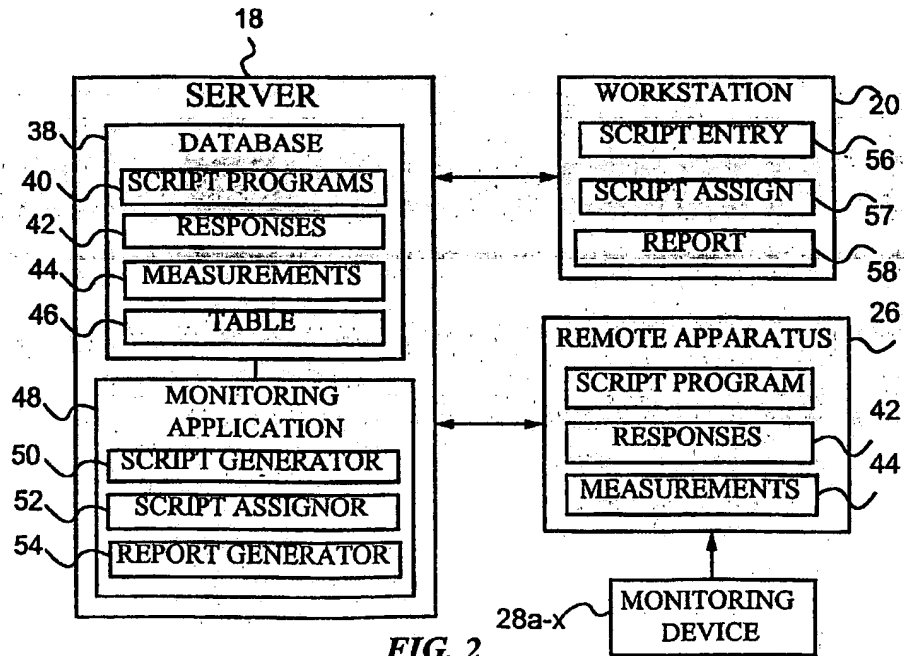 18
SERVER
38
DATABASE
40
SCRIPT PROGRAMS
42
RESPONSES
44
MEASUREMENTS
46
TABLE
48
MONITORING
APPLICATION
50
SCRIPT GENERATOR
52
SCRIPT ASSIGNOR
54
REPORT GENERATOR
WORKSTATION
20
SCRIPT ENTRY
56
SCRIPT ASSIGN
57
REPORT
58
26
REMOTE APPARATUS
SCRIPT PROGRAM
42
RESPONSES
44
MEASUREMENTS
28a-x
MONITORING
DEVICE
FIG. 2